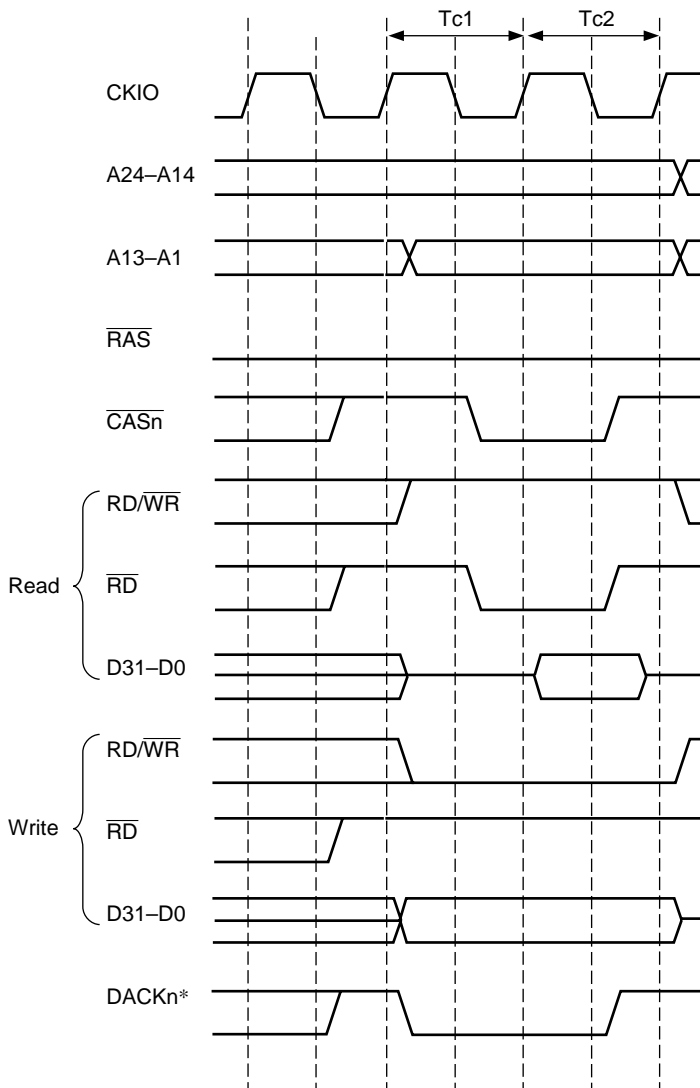 Tc1 Tc2
CKIO
A24–A14
A13–A1
RAS
CASn
RD/WR
Read
RD
D31–D0
RD/WR
Write
RD
D31–D0
DACKn*